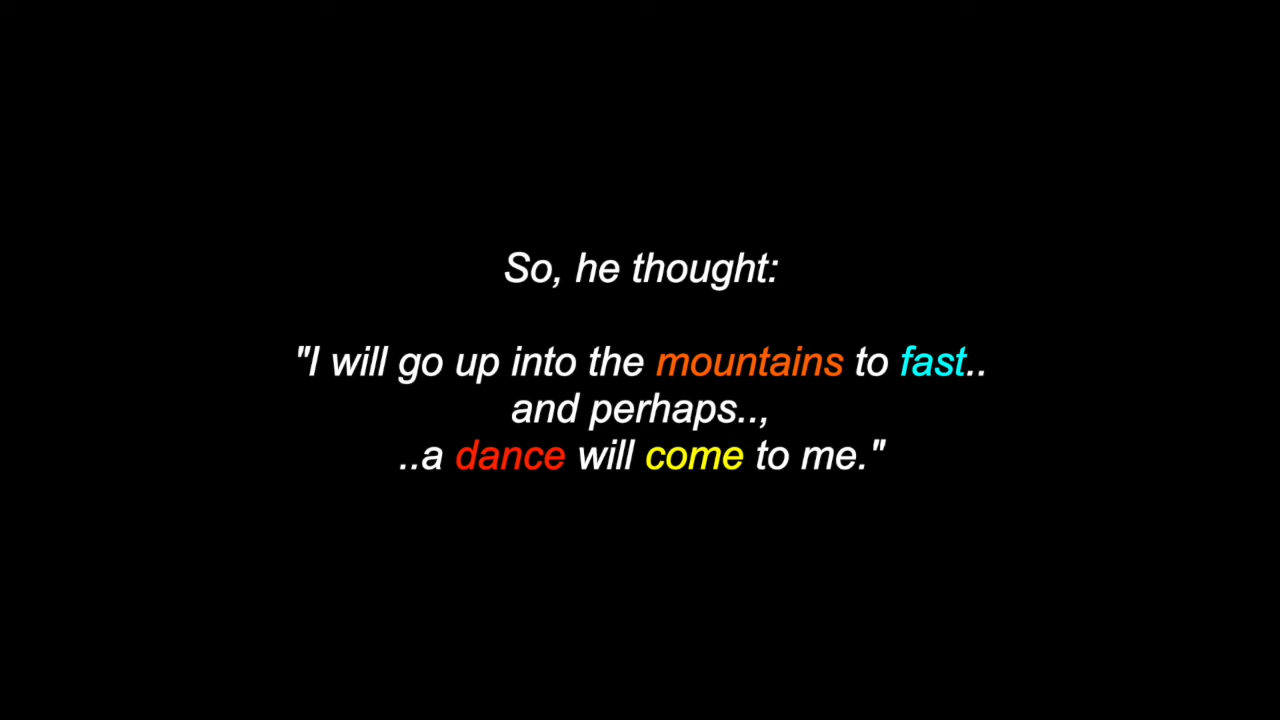 So, he thought:
"I will go up into the mountains to fast..
and perhaps..,
..a dance will come to me."